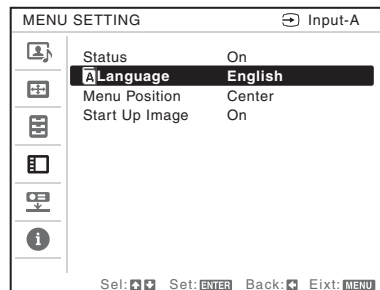 MENU SETTING Input-A
Status On
A Language English
Menu Position Center
Start Up Image On
Sel: Set: ENTER Back: Eixt: MENU